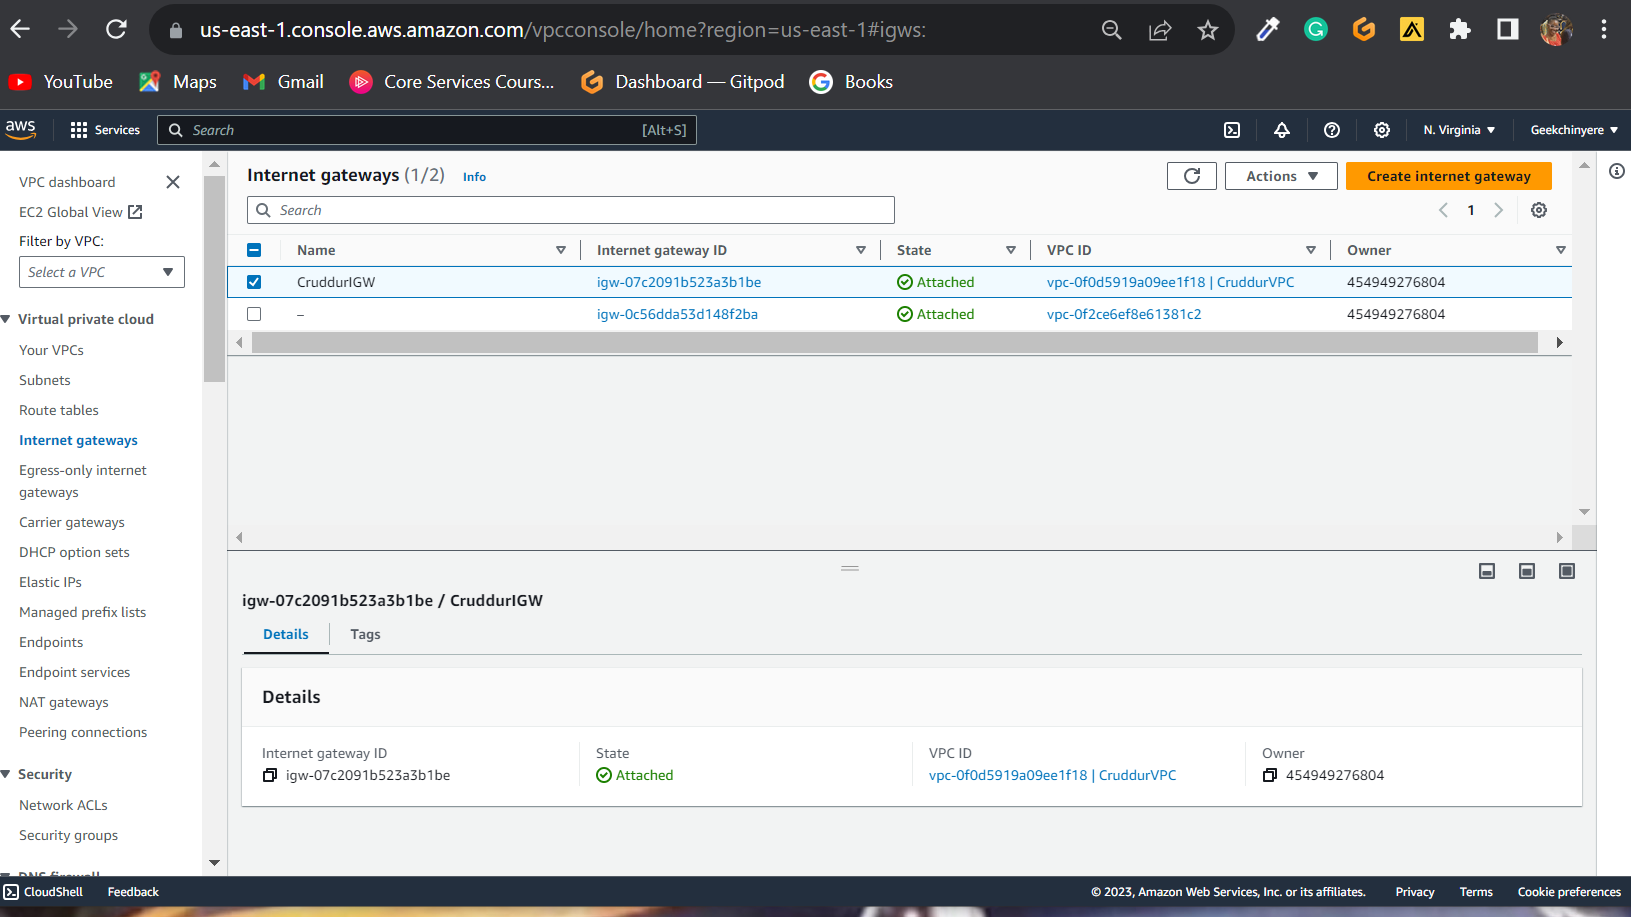 us-east-1.console.aws.amazon.com/vpcconsole/home?region=us-east-1#igws:
YouTube Maps Gmail Core Services Cours... Dashboard — Gitpod Books
aws Services Search [Alt+S] N. Virginia Geekchinyere
VPC dashboard
EC2 Global View
Filter by VPC:
Select a VPC
Virtual private cloud
Your VPCs
Subnets
Route tables
Internet gateways
Egress-only internet
gateways
Carrier gateways
DHCP option sets
Elastic IPs
Managed prefix lists
Endpoints
Endpoint services
NAT gateways
Peering connections
Security
Network ACLs
Security groups
DNS firewall
Internet gateways (1/2) Info Actions Create internet gateway
Search 1
Name Internet gateway ID State VPC ID Owner
CruddurIGW igw-07c2091b523a3b1be Attached vpc-0f0d5919a09ee1f18 | CruddurVPC 454949276804
– igw-0c56dda53d148f2ba Attached vpc-0f2ce6ef8e61381c2 454949276804
igw-07c2091b523a3b1be / CruddurIGW
Details Tags
Details
Internet gateway ID State VPC ID Owner
igw-07c2091b523a3b1be Attached vpc-0f0d5919a09ee1f18 | CruddurVPC 454949276804
CloudShell Feedback © 2023, Amazon Web Services, Inc. or its affiliates. Privacy Terms Cookie preferences